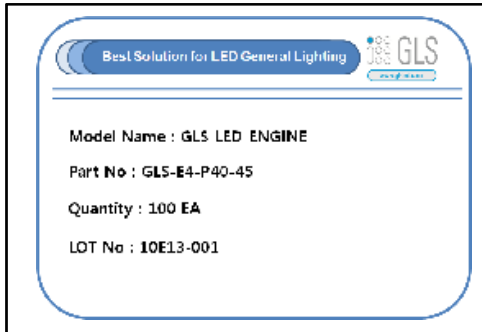 Best Solution for LED General Lighting
GLS
Model Name : GLS LED ENGINE
Part No : GLS-E4-P40-45
Quantity : 100 EA
LOT No : 10E13-001